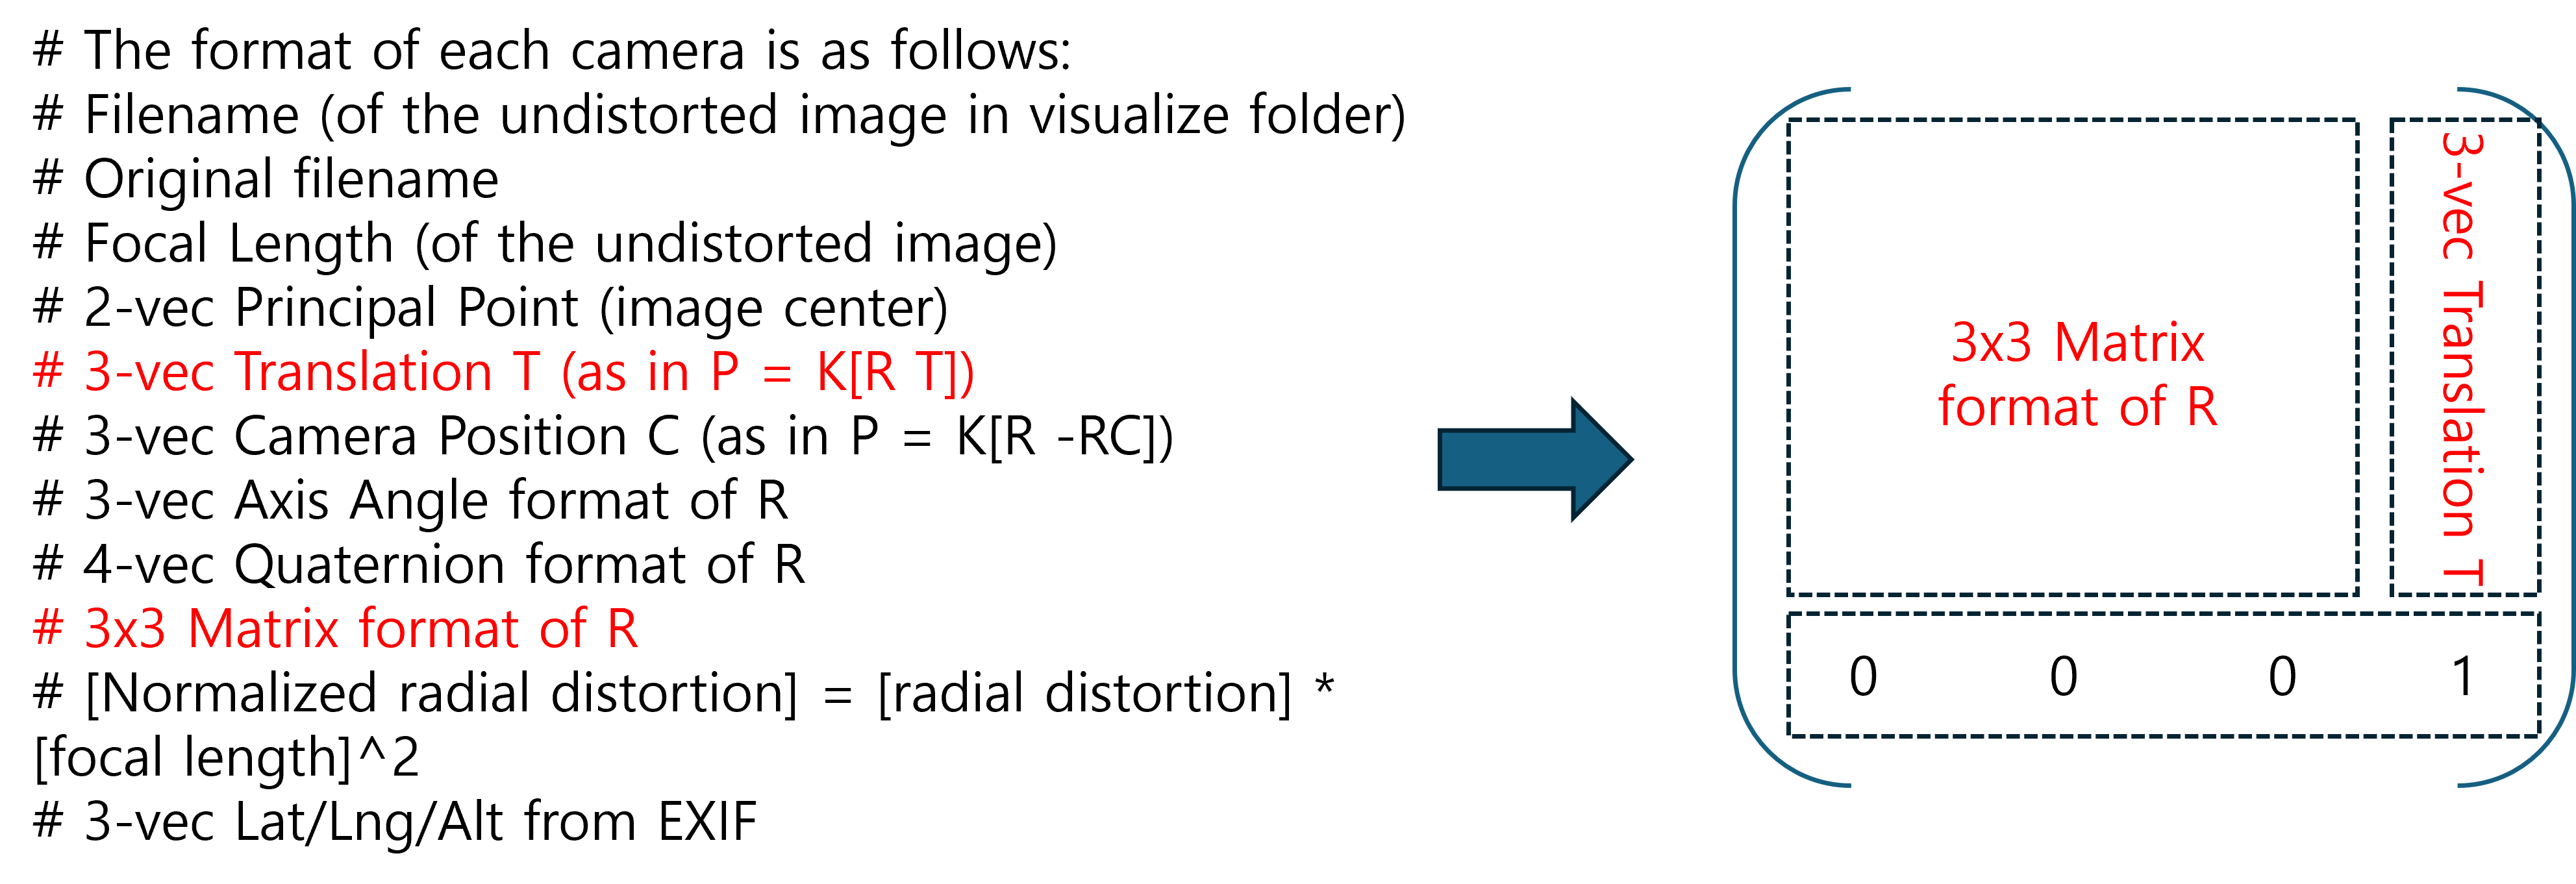 # The format of each camera is as follows:
# Filename (of the undistorted image in visualize folder)
# Original filename
# Focal Length (of the undistorted image)
# 2-vec Principal Point (image center)
# 3-vec Translation T (as in P = K[R T])
# 3-vec Camera Position C (as in P = K[R -RC])
# 3-vec Axis Angle format of R
# 4-vec Quaternion format of R
# 3x3 Matrix format of R
# [Normalized radial distortion] = [radial distortion] *
[focal length]^2
# 3-vec Lat/Lng/Alt from EXIF
3x3 Matrix
format of R
3-vec Translation T
0 0 0 1